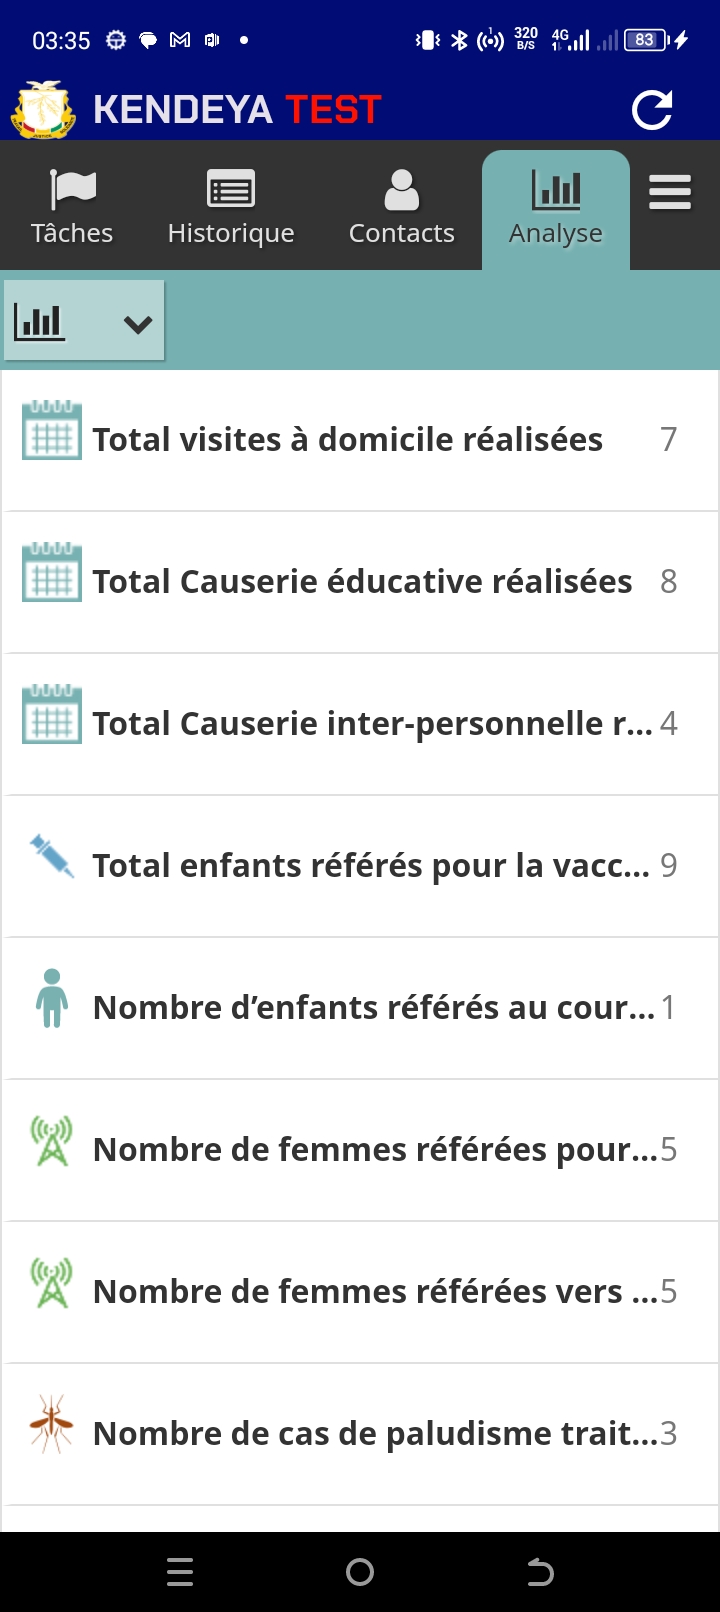 03:35 320 B/S 4G 83
KENDEYA TEST
Tâches Historique Contacts Analyse
Total visites à domicile réalisées 7
Total Causerie éducative réalisées 8
Total Causerie inter-personnelle r... 4
Total enfants référés pour la vacc... 9
Nombre d’enfants référés au cour... 1
Nombre de femmes référées pour... 5
Nombre de femmes référées vers ... 5
Nombre de cas de paludisme trait... 3